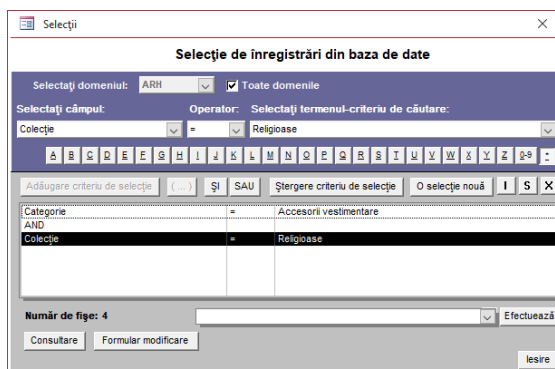 Selecţii
Selecţie de înregistrări din baza de date
Selectaţi domeniul: ARH Toate domenile
Selectaţi câmpul: Operator: Selectaţi termenul-criteriu de căutare:
Colecţie = Religioase
A B C D E F G H I J K L M N O P Q R S T U V W X Y Z 0-9 *
Adăugare criteriu de selecţie (...) ŞI SAU Ştergere criteriu de selecţie O selecţie nouă I S X
Categorie = Accesorii vestimentare
AND
Colecţie = Religioase
Număr de fişe: 4 Efectuează
Consultare Formular modificare
Iesire